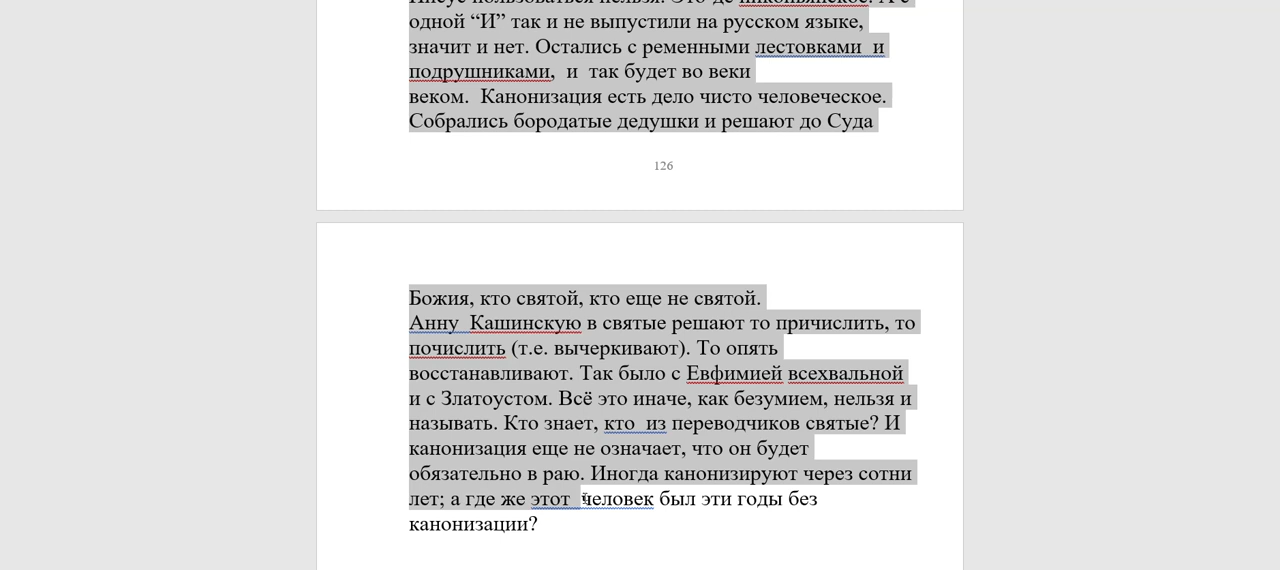 одной “И” так и не выпустили на русском языке,
значит и нет. Остались с ременными лестовками  и
подрушниками,  и  так будет во веки
веком.  Канонизация есть дело чисто человеческое.
Собрались бородатые дедушки и решают до Суда
126
Божия, кто святой, кто еще не святой.
Анну  Кашинскую в святые решают то причислить, то
почислить (т.е. вычеркивают). То опять
восстанавливают. Так было с Евфимией всехвальной
и с Златоустом. Всё это иначе, как безумием, нельзя и
называть. Кто знает, кто  из переводчиков святые? И
канонизация еще не означает, что он будет
обязательно в раю. Иногда канонизируют через сотни
лет; а где же этот  человек был эти годы без
канонизации?